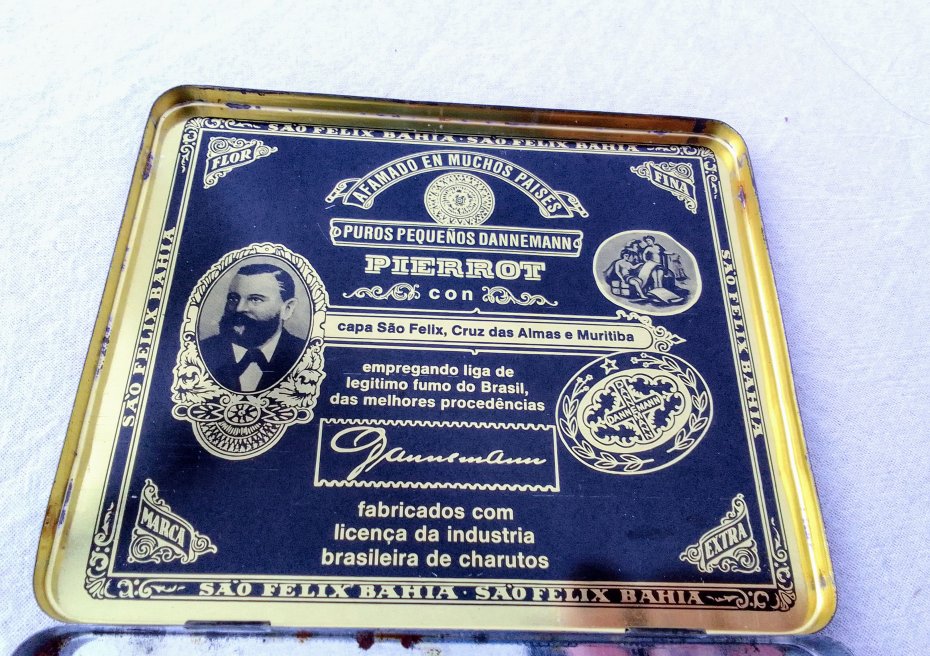 SÃO FELIX BAHIA · SÃO FELIX BAHIA
FLOR
FINA
AFAMADO EN MUCHOS PAISES
PUROS PEQUEÑOS DANNEMANN
PIERROT
con
capa São Felix, Cruz das Almas e Muritiba
empregando liga de
legitimo fumo do Brasil,
das melhores procedências
DANNEMANN
Dannemann
fabricados com
licença da industria
brasileira de charutos
MARCA
EXTRA
SÃO FELIX BAHIA
SÃO FELIX BAHIA
SÃO FELIX BAHIA · SÃO FELIX BAHIA